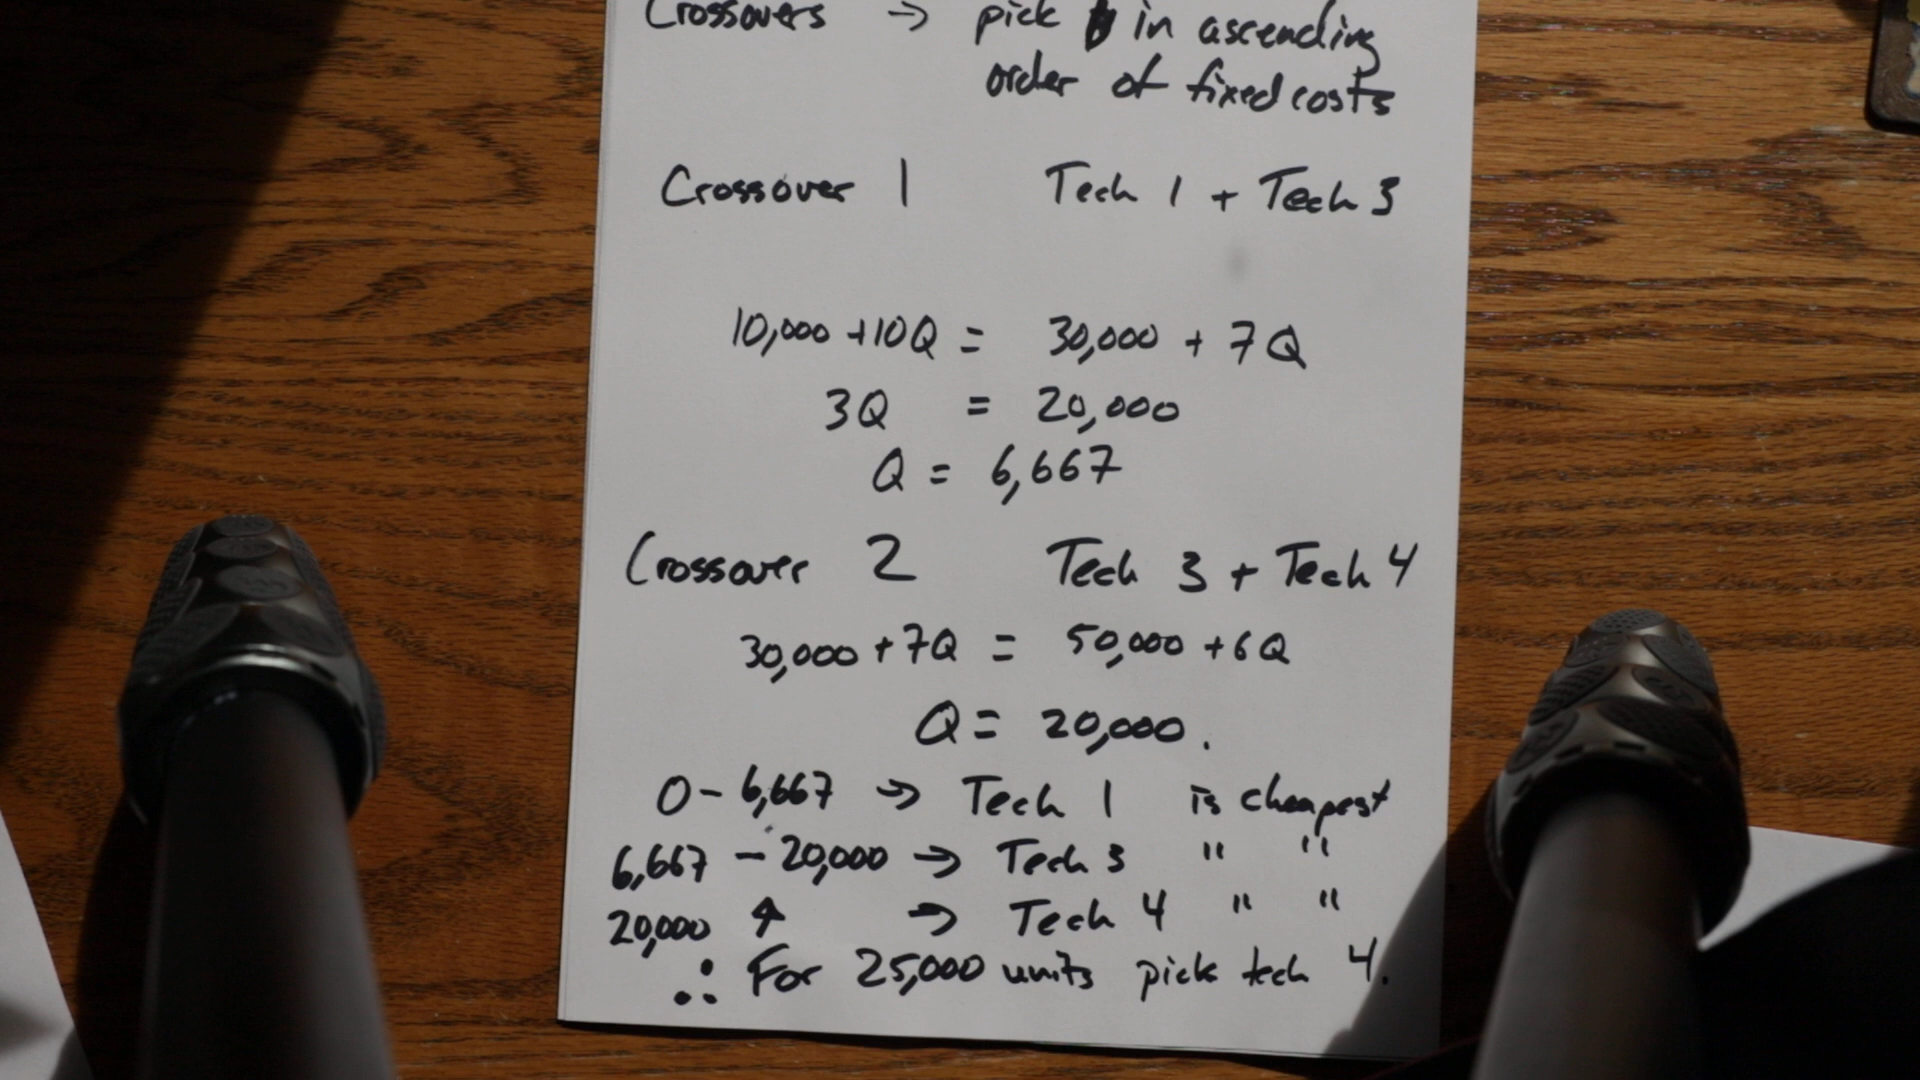 Crossovers → pick in ascending
order of fixed costs
Crossover 1 Tech 1 + Tech 3
10,000 + 10Q = 30,000 + 7Q
3Q = 20,000
Q = 6,667
Crossover 2 Tech 3 + Tech 4
30,000 + 7Q = 50,000 + 6Q
Q = 20,000.
0 - 6,667 → Tech 1 is cheapest
6,667 - 20,000 → Tech 3 " "
20,000 ↑ → Tech 4 " "
∴ For 25,000 units pick tech 4.